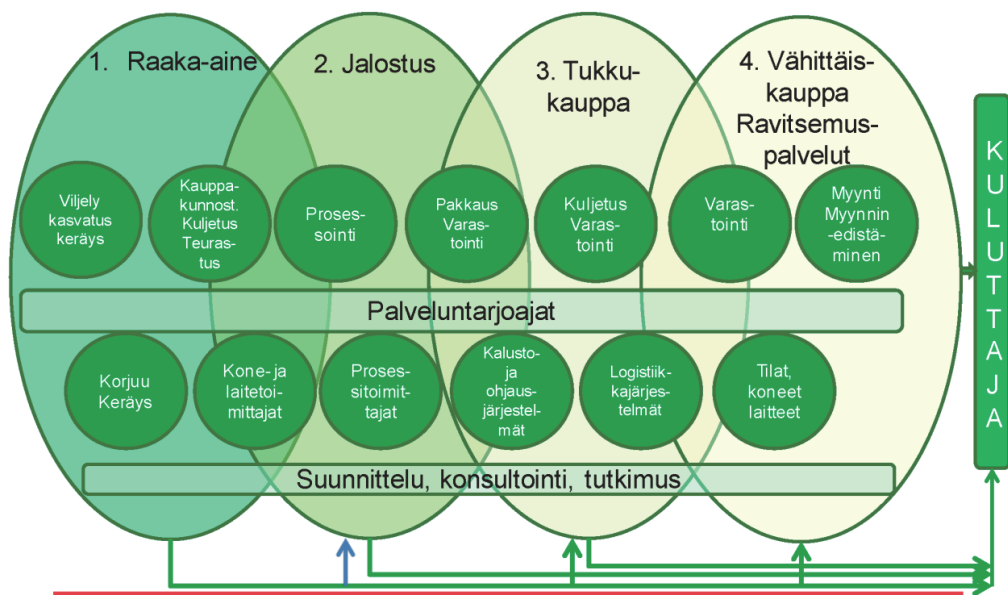 1. Raaka-aine
2. Jalostus
3. Tukku-
kauppa
4. Vähittäis-
kauppa
Ravitsemus-
palvelut
Viljely
kasvatus
keräys
Kauppa-
kunnost.
Kuljetus
Teuras-
tus
Proses-
sointi
Pakkaus
Varas-
tointi
Kuljetus
Varas-
tointi
Varas-
tointi
Myynti
Myynnin
-edistä-
minen
Palveluntarjoajat
Korjuu
Keräys
Kone- ja
laitetoi-
mittajat
Proses-
sitoimit-
tajat
Kalusto-
ja
ohjaus-
järjestel-
mät
Logistiik-
kajärjes-
telmät
Tilat,
koneet
laitteet
Suunnittelu, konsultointi, tutkimus
KULUTTAJA